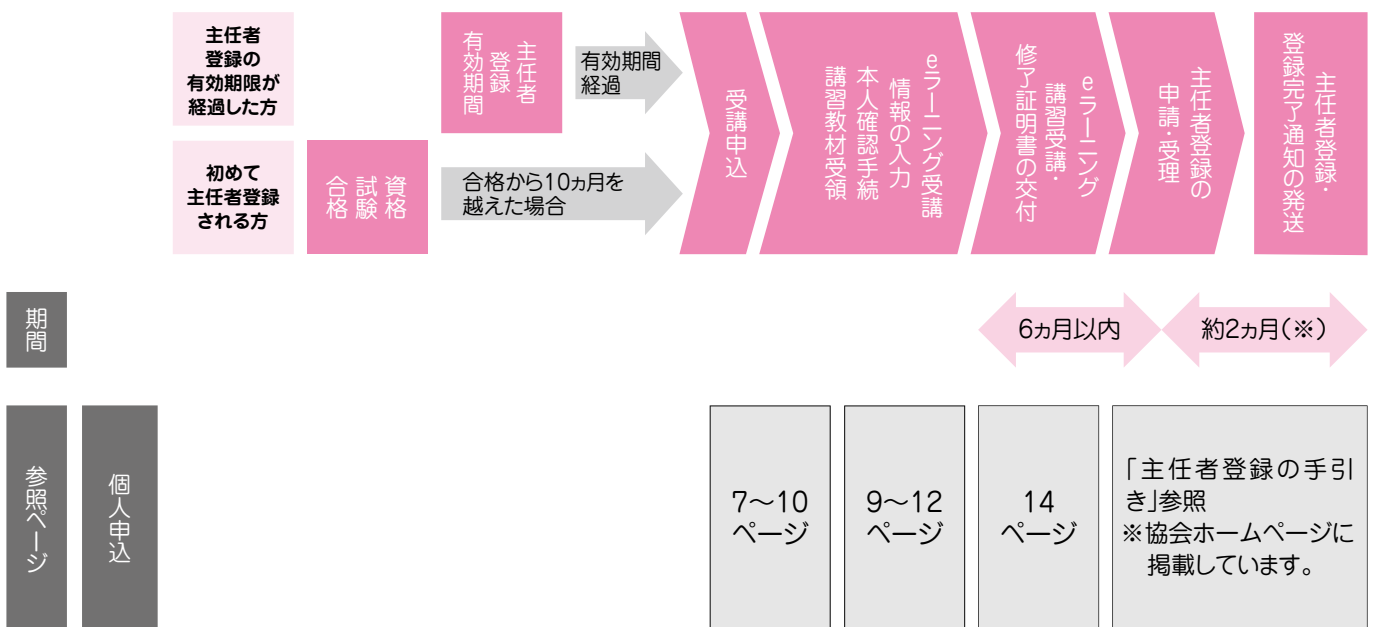 主任者
登録の
有効期限が
経過した方
主任者
登録
有効期間
有効期間
経過
初めて
主任者登録
される方
資格
試験
合格
合格から10ヵ月を
越えた場合
受講申込
eラーニング受講
情報の入力
本人確認手続
講習教材受領
eラーニング
講習受講・
修了証明書の交付
主任者登録の
申請・受理
主任者登録・
登録完了通知の発送
期間
6ヵ月以内
約2ヵ月(※)
参照ページ
個人申込
7〜10
ページ
9〜12
ページ
14
ページ
「主任者登録の手引
き」参照
※協会ホームページに
掲載しています。